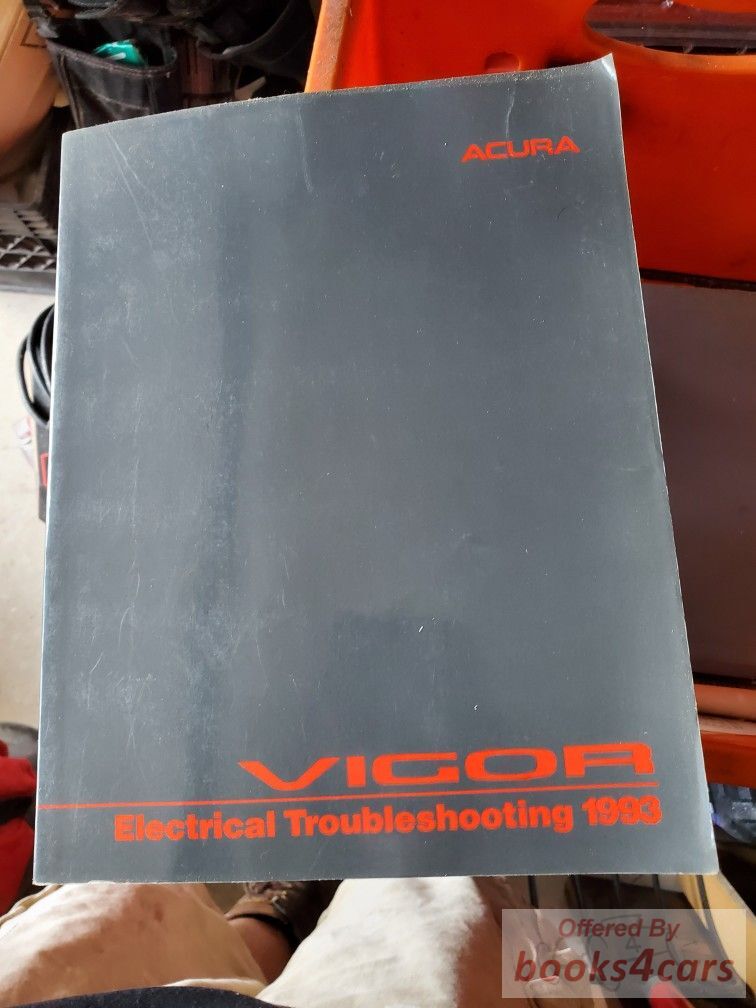 ACURA
VIGOR
Electrical Troubleshooting 1993
Offered By
books4cars